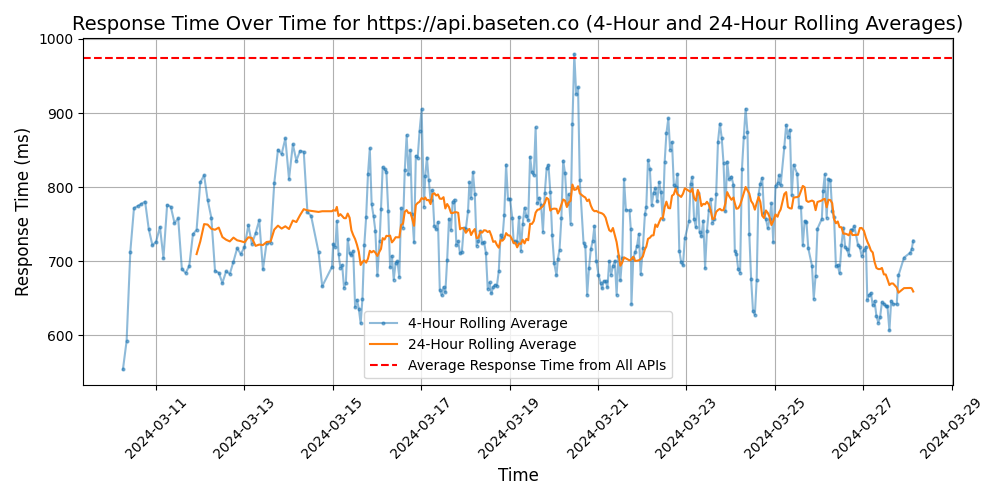 Response Time Over Time for https://api.baseten.co (4-Hour and 24-Hour Rolling Averages)
Response Time (ms)
1000
900
800
700
600
4-Hour Rolling Average
24-Hour Rolling Average
Average Response Time from All APIs
2024-03-11
2024-03-13
2024-03-15
2024-03-17
2024-03-19
2024-03-21
2024-03-23
2024-03-25
2024-03-27
2024-03-29
Time